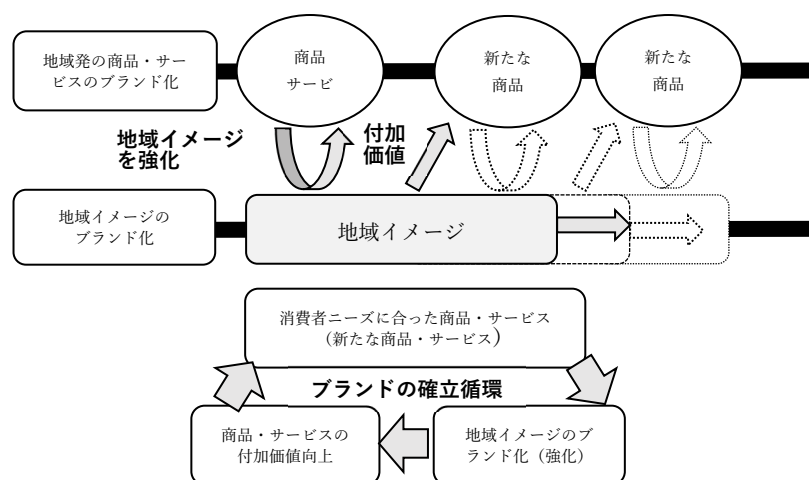 地域発の商品・サー
ビスのブランド化
商品
サービ
新たな
商品
新たな
商品
地域イメージ
を強化
付加
価値
地域イメージの
ブランド化
地域イメージ
消費者ニーズに合った商品・サービス
（新たな商品・サービス）
ブランドの確立循環
商品・サービスの
付加価値向上
地域イメージのブ
ランド化（強化）